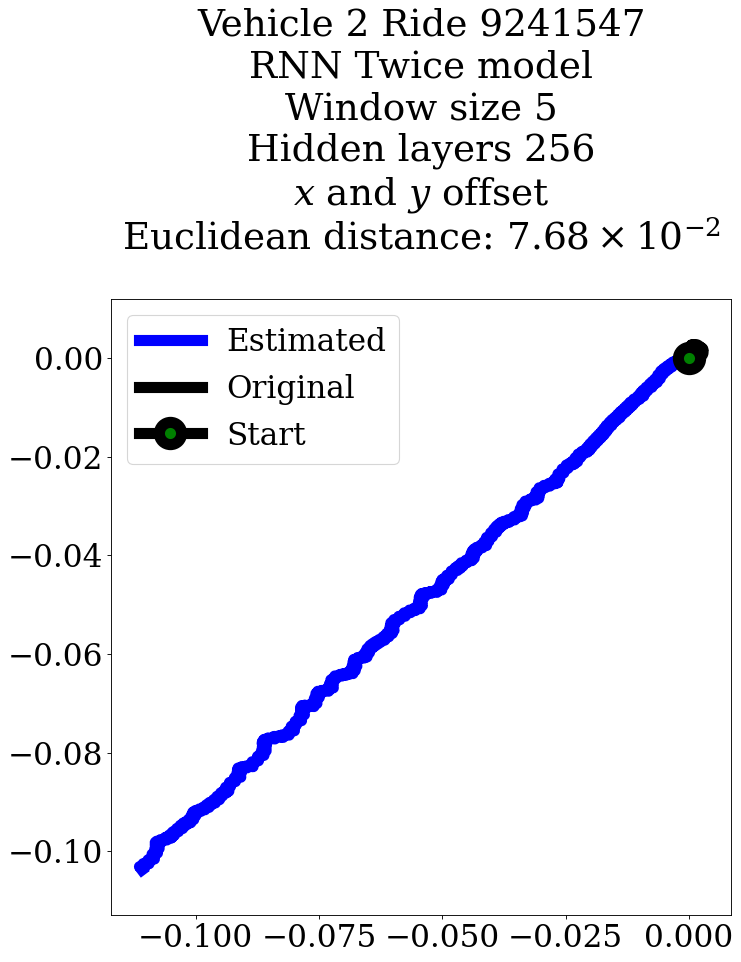 Vehicle 2 Ride 9241547
RNN Twice model
Window size 5
Hidden layers 256
x and y offset
Euclidean distance: 7.68 × 10⁻²
Estimated
Original
Start
0.00
−0.02
−0.04
−0.06
−0.08
−0.10
−0.100 −0.075 −0.050 −0.025 0.000